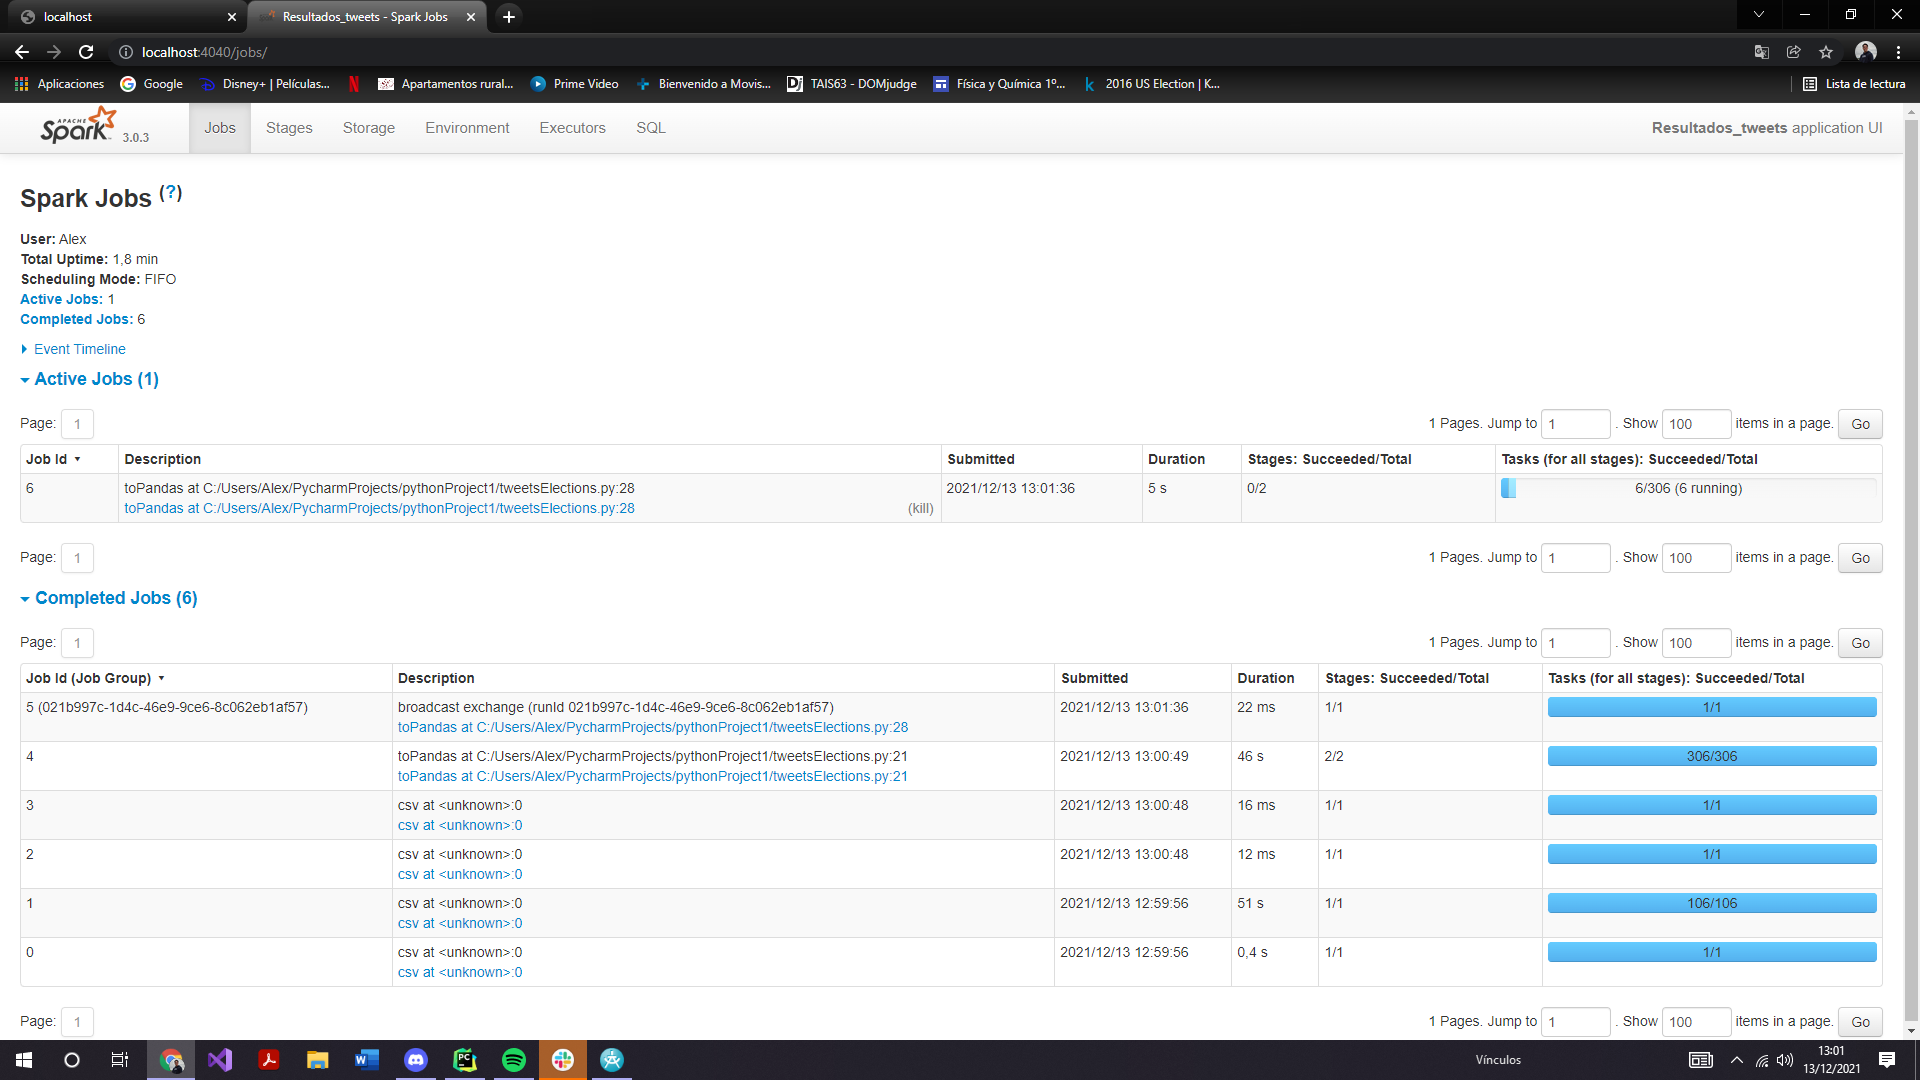 localhost
Resultados_tweets - Spark Jobs
localhost:4040/jobs/
Aplicaciones
Google
Disney+ | Películas...
Apartamentos rural...
Prime Video
Bienvenido a Movis...
TAIS63 - DOMjudge
Física y Química 1º...
2016 US Election | K...
Lista de lectura
APACHE Spark 3.0.3
Jobs Stages Storage Environment Executors SQL
Resultados_tweets application UI
Spark Jobs (?)
User: Alex
Total Uptime: 1,8 min
Scheduling Mode: FIFO
Active Jobs: 1
Completed Jobs: 6
Event Timeline
Active Jobs (1)
Page: 1
1 Pages. Jump to 1 . Show 100 items in a page. Go
Job Id Description Submitted Duration Stages: Succeeded/Total Tasks (for all stages): Succeeded/Total
6 toPandas at C:/Users/Alex/PycharmProjects/pythonProject1/tweetsElections.py:28 2021/12/13 13:01:36 5 s 0/2 6/306 (6 running)
toPandas at C:/Users/Alex/PycharmProjects/pythonProject1/tweetsElections.py:28 (kill)
Page: 1
1 Pages. Jump to 1 . Show 100 items in a page. Go
Completed Jobs (6)
Page: 1
1 Pages. Jump to 1 . Show 100 items in a page. Go
Job Id (Job Group) Description Submitted Duration Stages: Succeeded/Total Tasks (for all stages): Succeeded/Total
5 (021b997c-1d4c-46e9-9ce6-8c062eb1af57) broadcast exchange (runId 021b997c-1d4c-46e9-9ce6-8c062eb1af57) 2021/12/13 13:01:36 22 ms 1/1 1/1
toPandas at C:/Users/Alex/PycharmProjects/pythonProject1/tweetsElections.py:28
4 toPandas at C:/Users/Alex/PycharmProjects/pythonProject1/tweetsElections.py:21 2021/12/13 13:00:49 46 s 2/2 306/306
toPandas at C:/Users/Alex/PycharmProjects/pythonProject1/tweetsElections.py:21
3 csv at <unknown>:0 2021/12/13 13:00:48 16 ms 1/1 1/1
csv at <unknown>:0
2 csv at <unknown>:0 2021/12/13 13:00:48 12 ms 1/1 1/1
csv at <unknown>:0
1 csv at <unknown>:0 2021/12/13 12:59:56 51 s 1/1 106/106
csv at <unknown>:0
0 csv at <unknown>:0 2021/12/13 12:59:56 0,4 s 1/1 1/1
csv at <unknown>:0
Page: 1
1 Pages. Jump to 1 . Show 100 items in a page. Go
Vínculos
13:01
13/12/2021